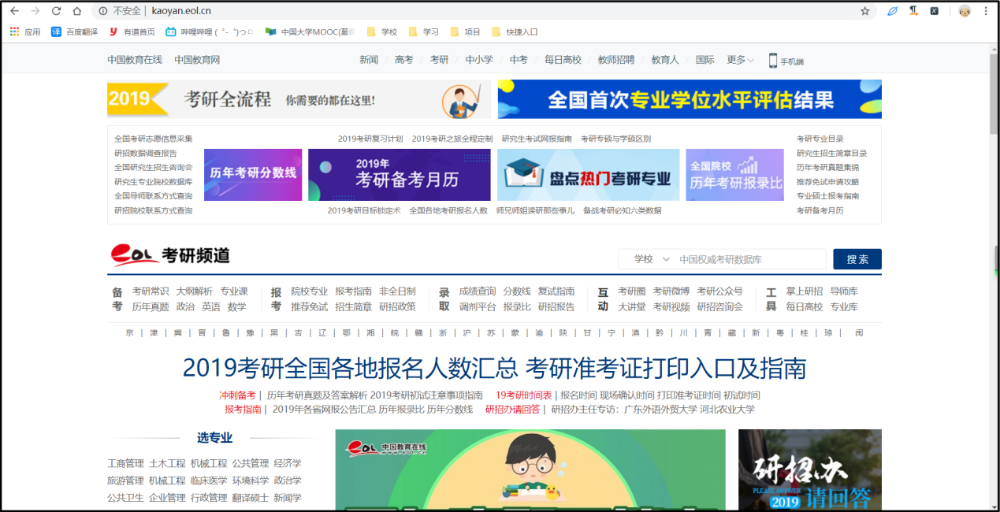 不安全 | kaoyan.eol.cn
应用 百度翻译 有道首页 哔哩哔哩 ( ゜- ゜)つロ 中国大学MOOC(慕 学校 学习 项目 快捷入口
中国教育在线 中国教育网 新闻 / 高考 / 考研 / 中小学 / 中考 / 每日高校 / 教师招聘 / 教育人 / 国际 更多 手机端
2019 考研全流程 你需要的都在这里!
全国首次专业学位水平评估结果
全国考研志愿信息采集
研招数据调查报告
全国研究生招生咨询会
研究生专业院校数据库
全国导师联系方式查询
研招院校联系方式查询
历年考研分数线
2019考研复习计划 2019考研之旅全程定制 研究生考试网报指南 考研专硕与学硕区别
2019年
考研备考月历
盘点热门考研专业
2019考研目标锁定术 全国各地考研报名人数 师兄师姐读研那些事儿 备战考研必知六类数据
全国院校
历年考研报录比
考研专业目录
研究生招生简章目录
历年考研真题集锦
推荐免试申请攻略
专业硕士报考指南
考研备考月历
eol 考研频道
学校 中国权威考研数据库 搜索
备考 考研常识 大纲解析 专业课
历年真题 政治 英语 数学
报考 院校专业 报考指南 非全日制
推荐免试 招生简章 研招政策
录取 成绩查询 分数线 复试指南
调剂平台 报录比 研招报告
互动 考研圈 考研微博 考研公众号
大讲堂 考研视频 研招咨询会
工具 掌上研招 导师库
每日高校 专业库
京 | 津 | 冀 | 晋 | 鲁 | 豫 | 黑 | 吉 | 辽 | 鄂 | 湘 | 皖 | 赣 | 浙 | 沪 | 苏 | 蒙 | 渝 | 陕 | 甘 | 宁 | 滇 | 黔 | 川 | 青 | 藏 | 新 | 粤 | 桂 | 琼 | 闽
2019考研全国各地报名人数汇总 考研准考证打印入口及指南
冲刺备考 | 历年考研真题及答案解析 2019考研初试注意事项指南 19考研时间表 | 报名时间 现场确认时间 打印准考证时间 初试时间
报考指南 | 2019年各省网报公告汇总 历年报录比 历年分数线 研招办请回答 | 研招办主任专访：广东外语外贸大学 河北农业大学
选专业
工商管理 土木工程 机械工程 公共管理 经济学
旅游管理 机械工程 临床医学 环境科学 政治学
公共卫生 企业管理 行政管理 翻译硕士 新闻学
eol 中国教育在线
www.eol.cn
研招办
PLEASE ANSWER
2019 请回答